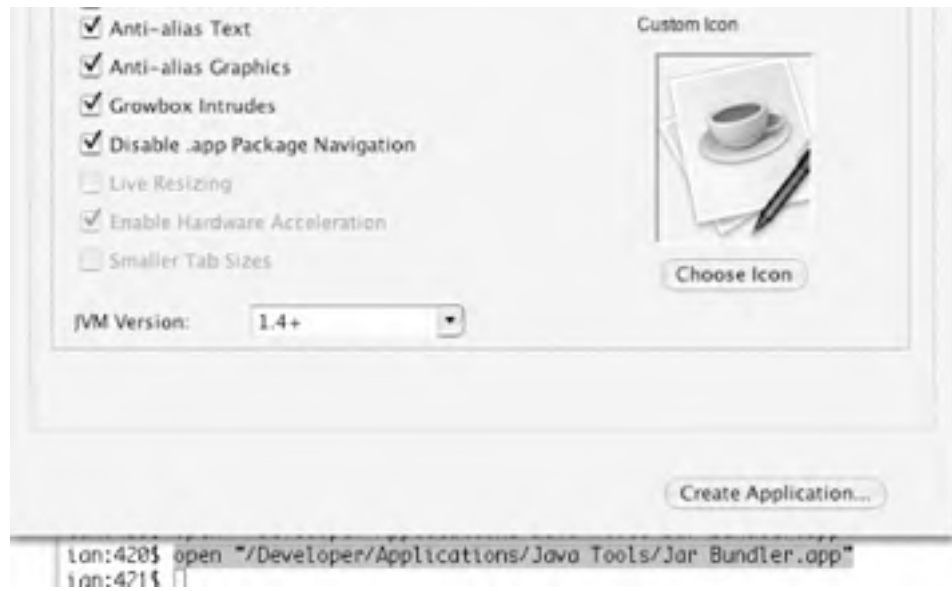 Anti-alias Text
Custom Icon
Anti-alias Graphics
Growbox Intrudes
Disable .app Package Navigation
Live Resizing
Enable Hardware Acceleration
Smaller Tab Sizes
Choose Icon
JVM Version: 1.4+
Create Application...
ian:420$ open "/Developer/Applications/Java Tools/Jar Bundler.app"
ian:421$